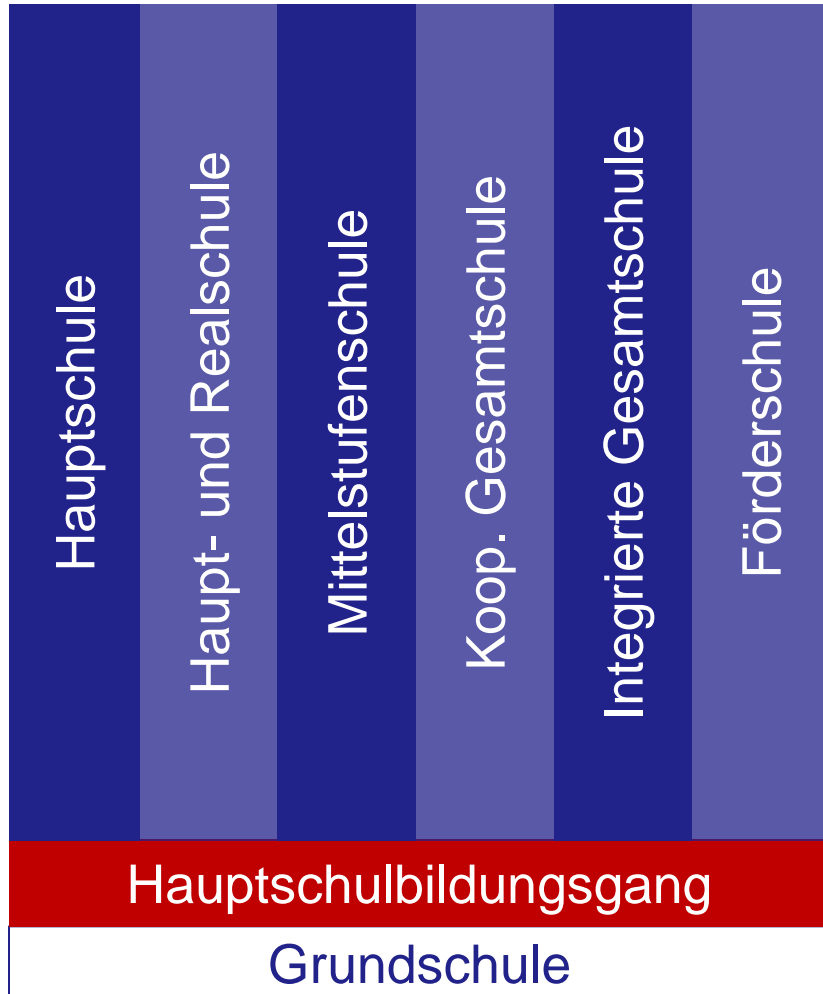 Hauptschule
Haupt- und Realschule
Mittelstufenschule
Koop. Gesamtschule
Integrierte Gesamtschule
Förderschule
Hauptschulbildungsgang
Grundschule